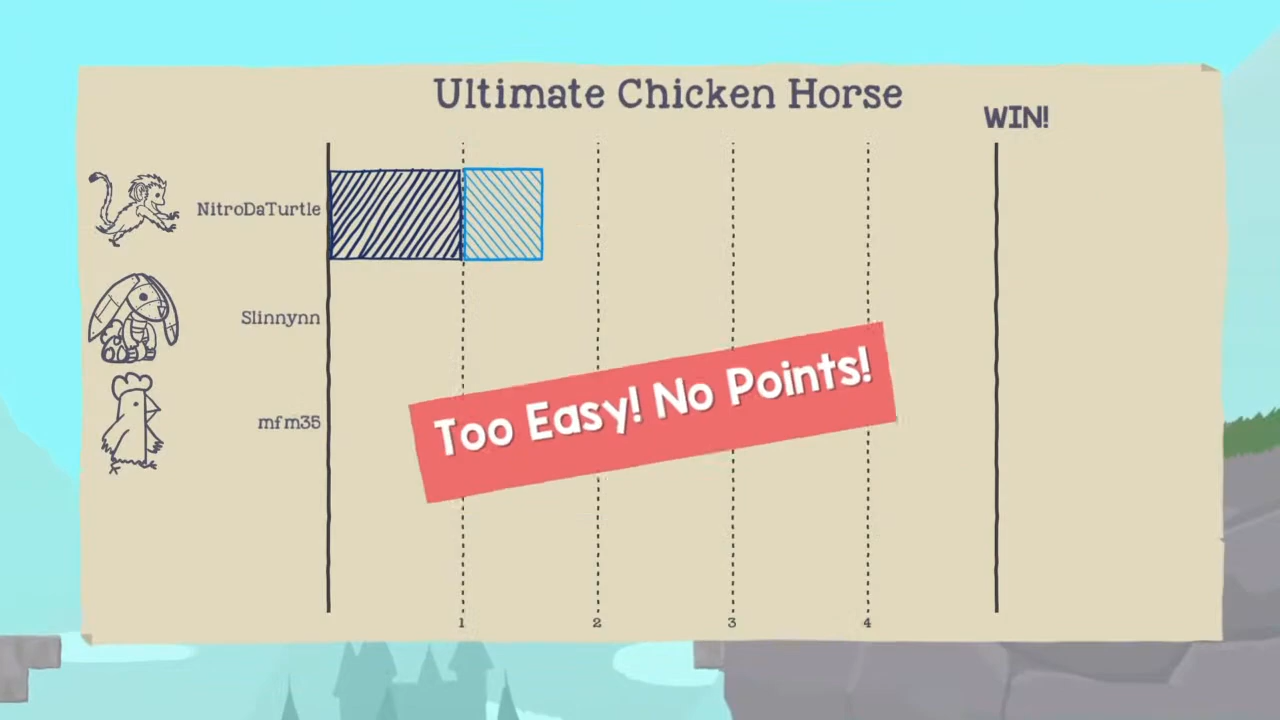 Ultimate Chicken Horse
WIN!
NitroDaTurtle
Slinnynn
Too Easy! No Points!
mfm35
1 2 3 4